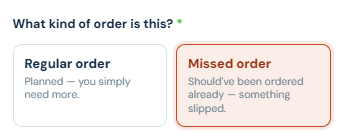 What kind of order is this? *
Regular order
Planned — you simply
need more.
Missed order
Should've been ordered
already — something
slipped.